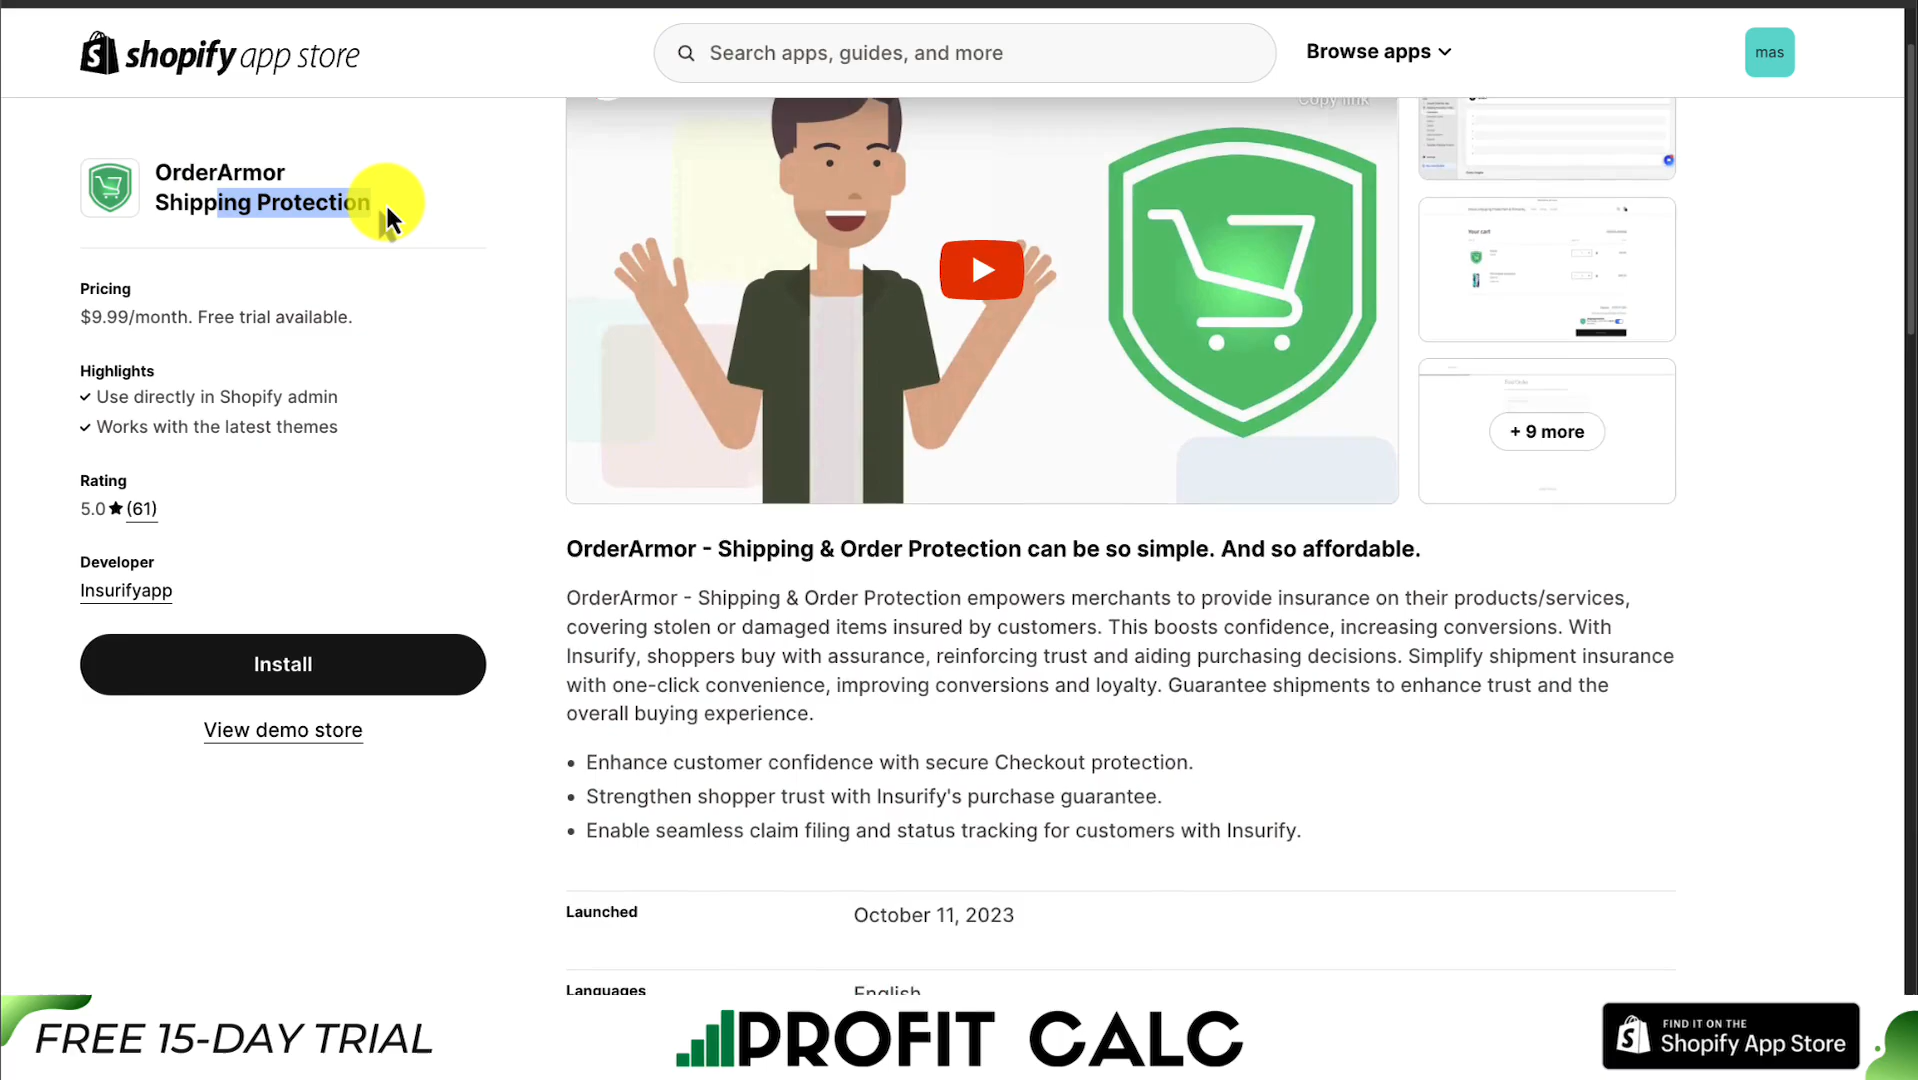 shopify app store
Search apps, guides, and more
Browse apps
mas
OrderArmor
Shipping Protection
Pricing
$9.99/month. Free trial available.
Highlights
Use directly in Shopify admin
Works with the latest themes
Rating
5.0 ★ (61)
Developer
Insurifyapp
Install
View demo store
Copy link
Your cart
+ 9 more
OrderArmor - Shipping & Order Protection can be so simple. And so affordable.
OrderArmor - Shipping & Order Protection empowers merchants to provide insurance on their products/services,
covering stolen or damaged items insured by customers. This boosts confidence, increasing conversions. With
Insurify, shoppers buy with assurance, reinforcing trust and aiding purchasing decisions. Simplify shipment insurance
with one-click convenience, improving conversions and loyalty. Guarantee shipments to enhance trust and the
overall buying experience.
• Enhance customer confidence with secure Checkout protection.
• Strengthen shopper trust with Insurify's purchase guarantee.
• Enable seamless claim filing and status tracking for customers with Insurify.
Launched
October 11, 2023
Languages
English
FREE 15-DAY TRIAL
PROFIT CALC
FIND IT ON THE
Shopify App Store